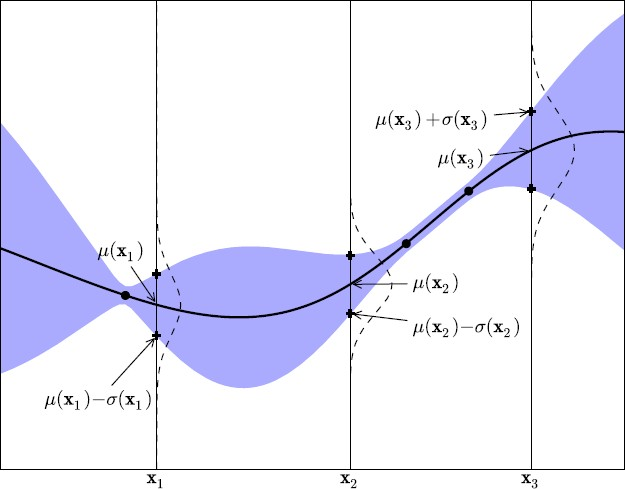 μ(x₃)+σ(x₃)
μ(x₃)
μ(x₁)
μ(x₂)
μ(x₂)−σ(x₂)
μ(x₁)−σ(x₁)
x₁ x₂ x₃